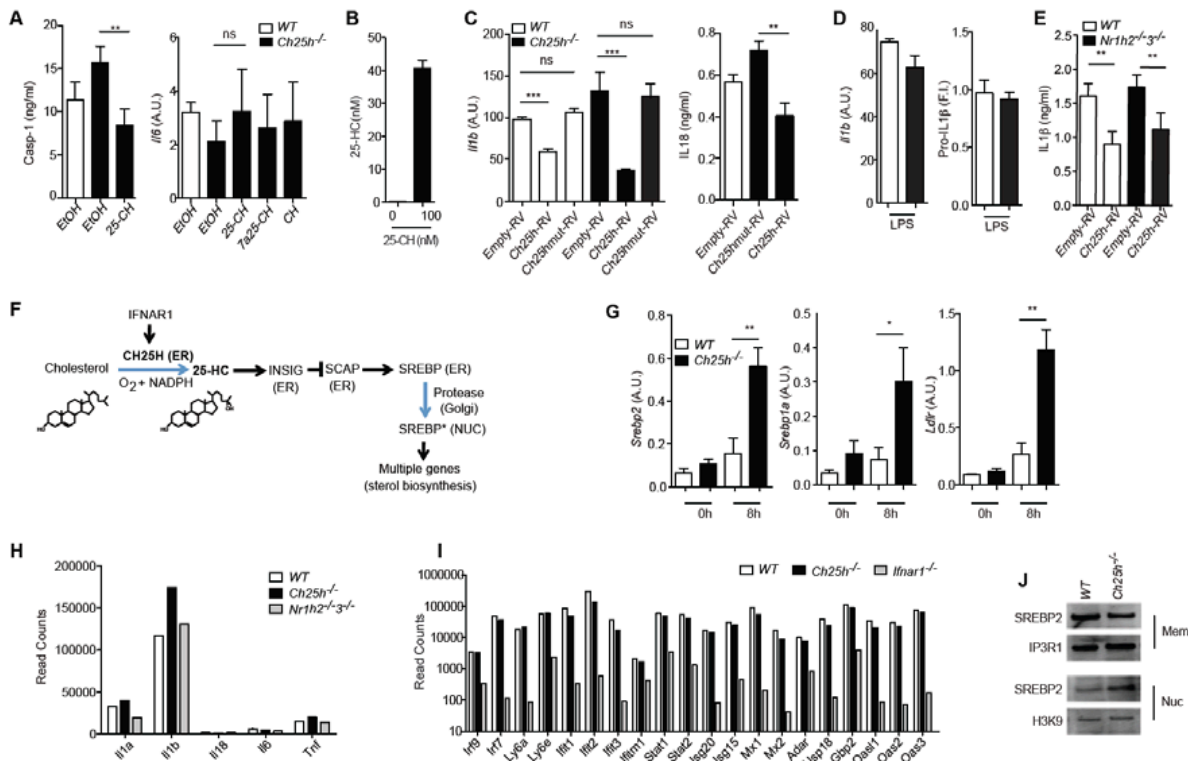 A
Casp-1 (ng/ml)
20
15
10
5
0
**
EtOH
EtOH
25-CH
Il6 (A.U.)
6
4
2
0
ns
EtOH
EtOH
25-CH
7a25-CH
CH
WT
Ch25h-/-
B
25-HC(nM)
50
40
30
20
10
0
0
100
25-CH (nM)
C
WT
Ch25h-/-
Il1b (A.U.)
200
150
100
50
0
ns
ns
***
***
Empty-RV
Ch25h-RV
Ch25hmut-RV
Empty-RV
Ch25h-RV
Ch25hmut-RV
IL18 (ng/ml)
0.8
0.6
0.4
0.2
0.0
**
Empty-RV
Ch25hmut-RV
Ch25h-RV
D
Il1b (A.U.)
80
60
40
20
0
LPS
Pro-IL1β (F.I.)
1.5
1.0
0.5
0.0
LPS
E
WT
Nr1h2-/-3-/-
IL1β (ng/ml)
2.5
2.0
1.5
1.0
0.5
0.0
**
**
Empty-RV
Ch25h-RV
Empty-RV
Ch25h-RV
F
IFNAR1
CH25H (ER)
Cholesterol
25-HC
INSIG
(ER)
SCAP
(ER)
SREBP (ER)
O2 + NADPH
Protease
(Golgi)
SREBP* (NUC)
Multiple genes
(sterol biosynthesis)
G
WT
Ch25h-/-
Srebp2 (A.U.)
0.8
0.6
0.4
0.2
0.0
**
0h
8h
Srebp1a (A.U.)
0.5
0.4
0.3
0.2
0.1
0.0
*
0h
8h
Ldlr (A.U.)
1.5
1.0
0.5
0.0
**
0h
8h
H
Read Counts
200000
150000
100000
50000
0
WT
Ch25h-/-
Nr1h2-/-3-/-
Il1a
Il1b
Il18
Il6
Tnf
I
Read Counts
1000000
100000
10000
1000
100
10
WT
Ch25h-/-
Ifnar1-/-
Irf9
Irf7
Ly6a
Ly6e
Ifit1
Ifit2
Ifit3
Ifitm1
Stat1
Stat2
Isg20
Isg15
Mx1
Mx2
Adar
Usp18
Gbp2
Oasl1
Oas2
Oas3
J
WT
Ch25h-/-
SREBP2
IP3R1
Mem
SREBP2
H3K9
Nuc